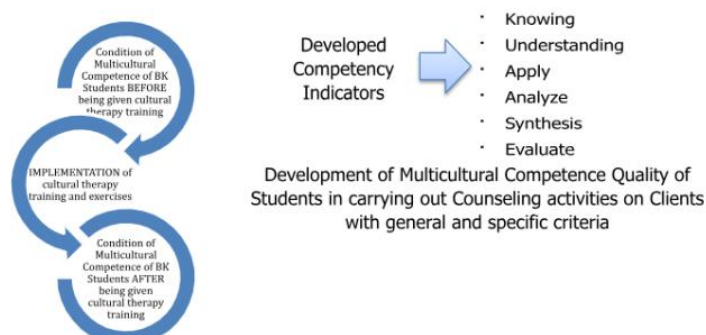 Condition of
Multicultural
Competence of BK
Students BEFORE
being given cultural
therapy training
IMPLEMENTATION of
cultural therapy
training and exercises
Condition of
Multicultural
Competence of BK
Students AFTER
being given
cultural therapy
training
Developed
Competency
Indicators
· Knowing
· Understanding
· Apply
· Analyze
· Synthesis
· Evaluate
Development of Multicultural Competence Quality of
Students in carrying out Counseling activities on Clients
with general and specific criteria